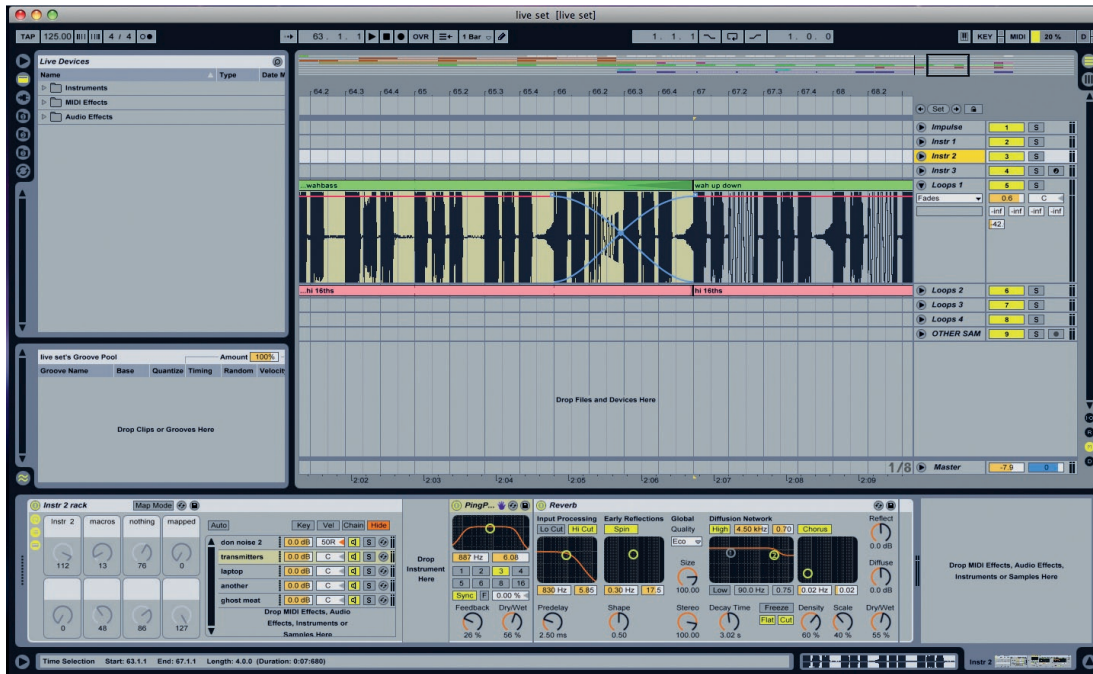 live set [live set]
TAP 125.00 4 / 4 63. 1. 1 OVR 1 Bar 1. 1. 1 1. 0. 0 KEY MIDI 20 % D
Live Devices
Name Type Date M
Instruments
MIDI Effects
Audio Effects
64.2 64.3 64.4 65 65.2 65.3 65.4 66 66.2 66.3 66.4 67 67.2 67.3 67.4 68 68.2
Set
Impulse 1 S
Instr 1 2 S
Instr 2 3 S
Instr 3 4 S
...wahbass wah up down Loops 1 5 S
Fades 0.6 C
-inf -inf -inf -inf
-42
...hi 16ths hi 16ths Loops 2 6 S
Loops 3 7 S
Loops 4 8 S
OTHER SAM 9 S
Drop Files and Devices Here
live set's Groove Pool Amount 100%
Groove Name Base Quantize Timing Random Velocit
Drop Clips or Grooves Here
1/8 Master -7.9 0
2:02 2:03 2:04 2:05 2:06 2:07 2:08 2:09
Instr 2 rack Map Mode
Instr 2 macros nothing mapped
112 13 76 0
0 48 86 127
Auto Key Vel Chain Hide
don noise 2 0.0 dB 50R S
transmitters 0.0 dB C S
laptop 0.0 dB C S
another 0.0 dB C S
ghost meat 0.0 dB C S
Drop MIDI Effects, Audio
Effects, Instruments or
Samples Here
Drop
Instrument
Here
PingP...
887 Hz 6.08
1 2 3 4
5 6 8 16
Sync F 0.00 %
Feedback Dry/Wet
26 % 56 %
Reverb
Input Processing Early Reflections Global Diffusion Network Reflect
Lo Cut Hi Cut Spin Quality High 4.50 kHz 0.70 Chorus
Eco 0.0 dB
1 2
Size Diffuse
830 Hz 5.85 0.30 Hz 17.5 100.00 Low 90.0 Hz 0.75 0.02 Hz 0.02 0.0 dB
Predelay Shape Stereo Decay Time Freeze Density Scale Dry/Wet
Flat Cut
2.50 ms 0.50 100.00 3.02 s 60 % 40 % 55 %
Drop MIDI Effects, Audio Effects,
Instruments or Samples Here
Time Selection Start: 63.1.1 End: 67.1.1 Length: 4.0.0 (Duration: 0:07:680)
Instr 2